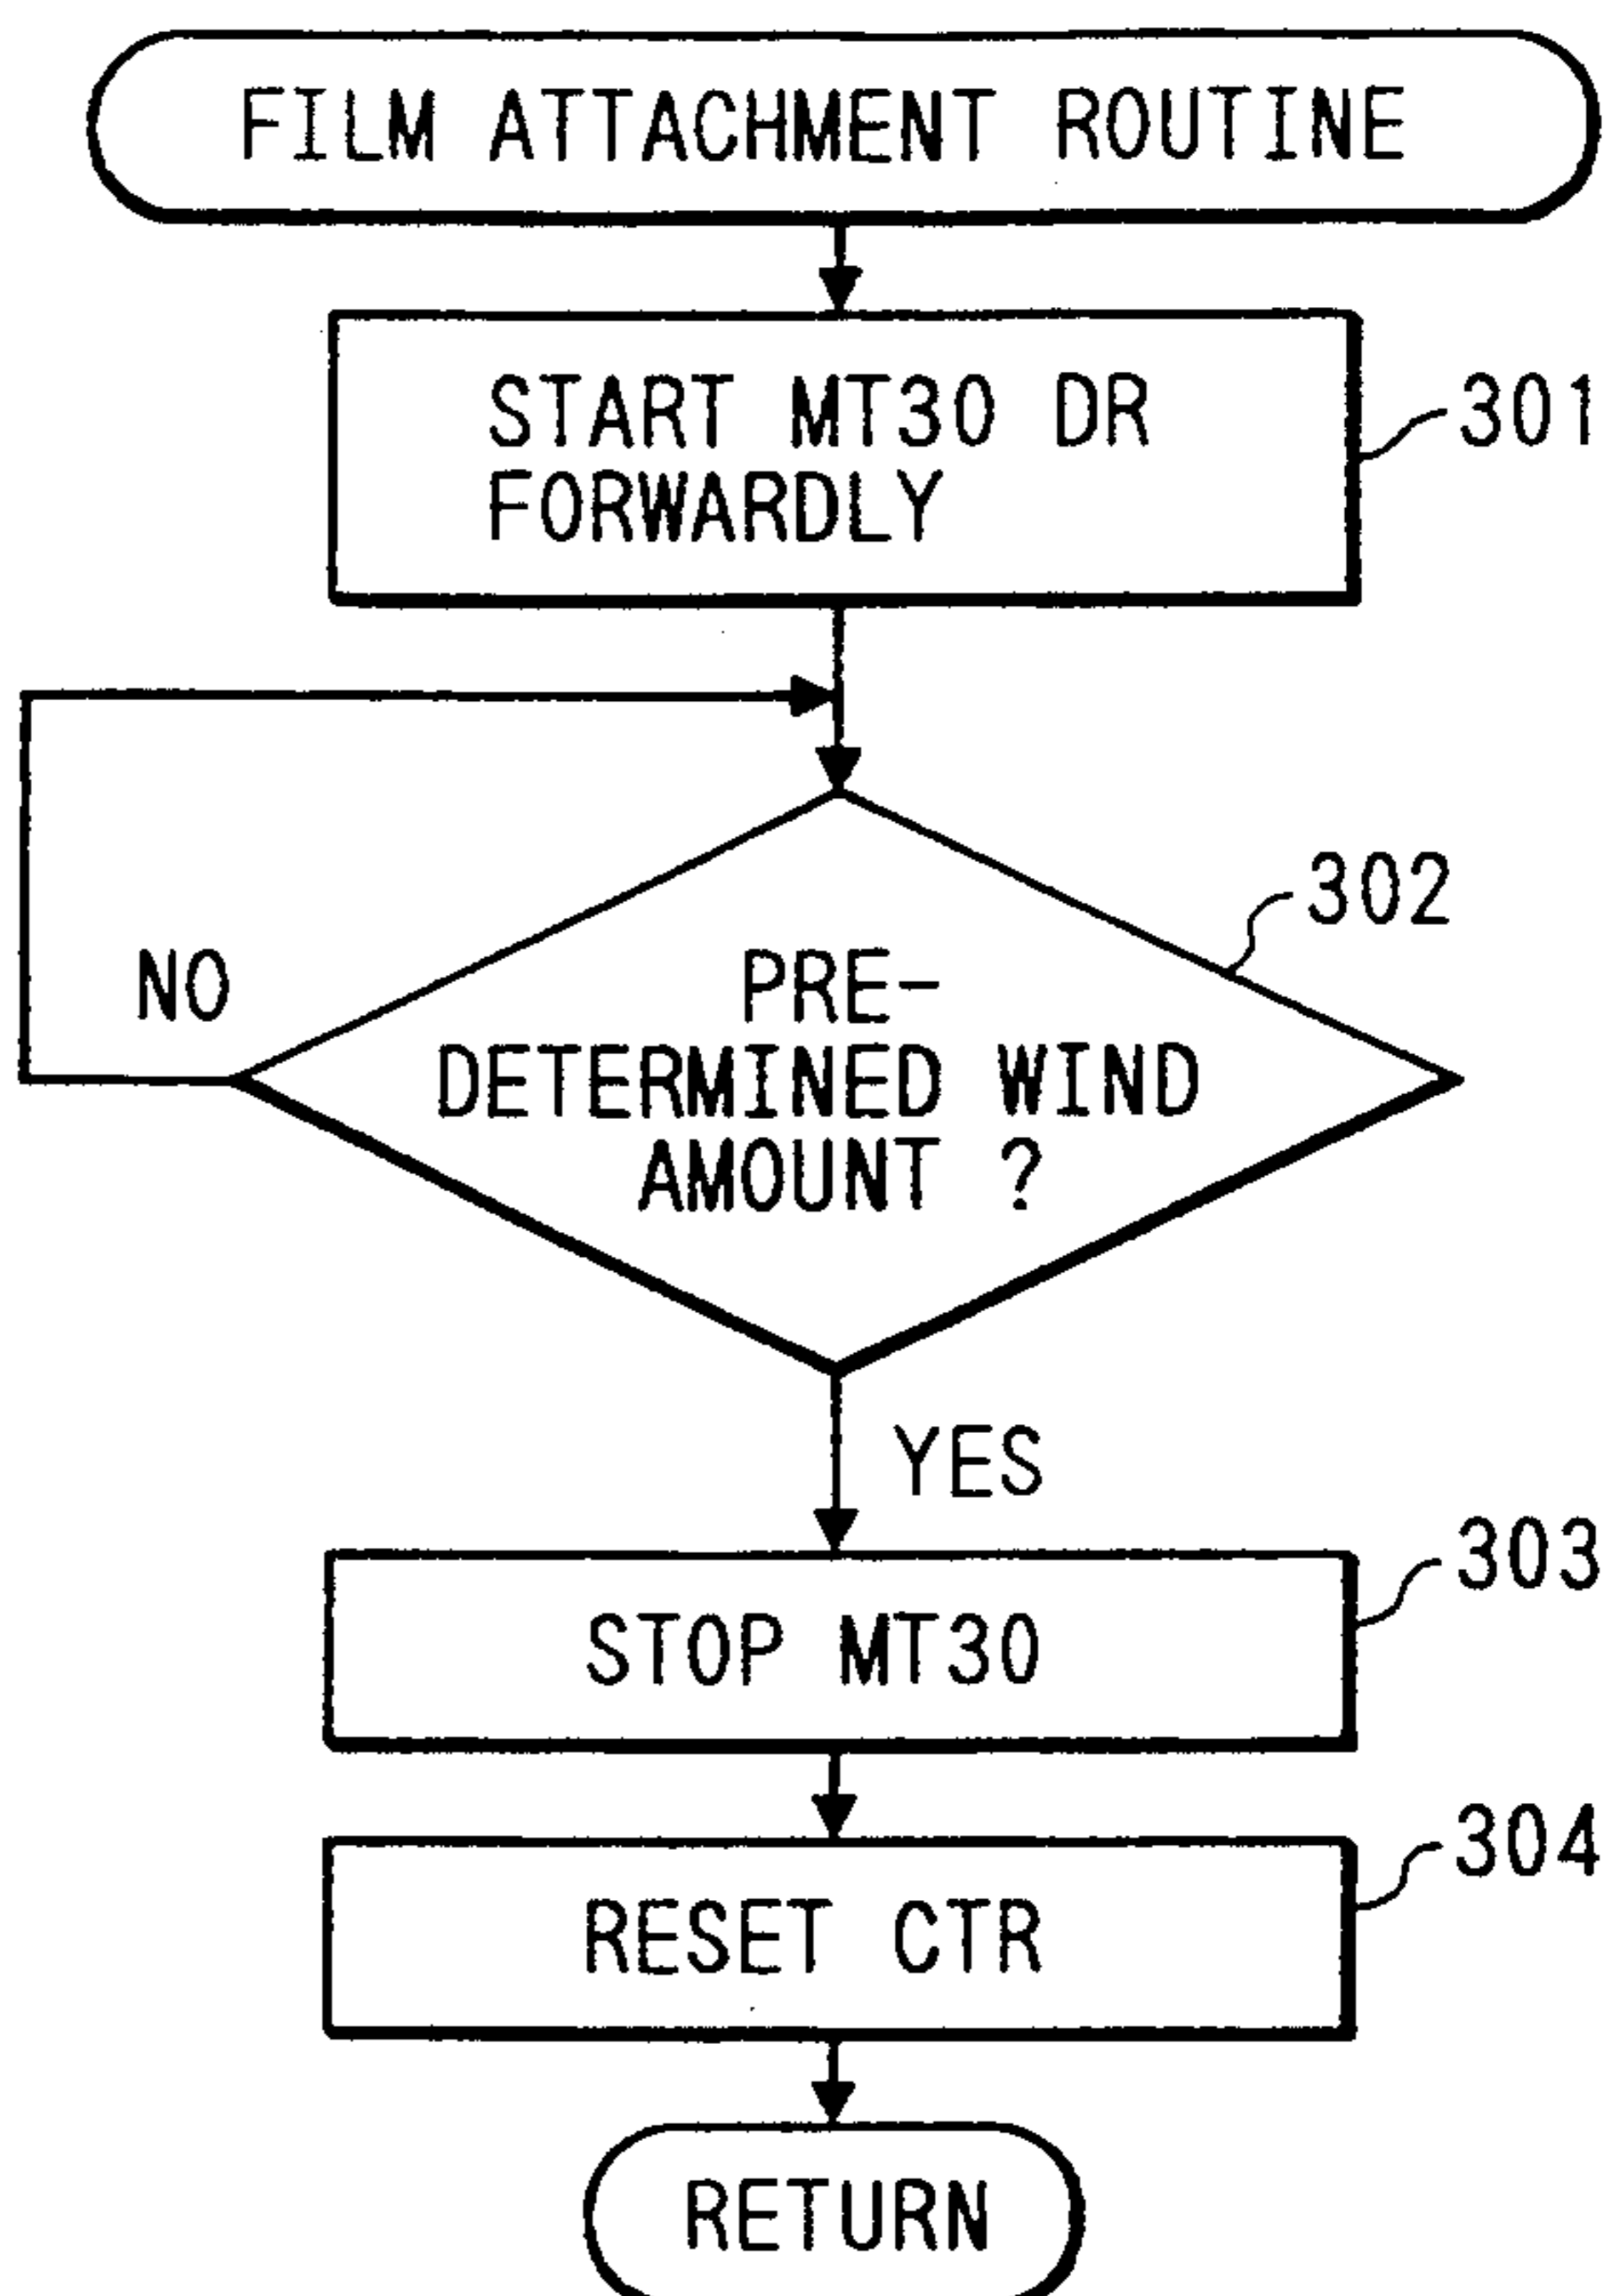 FILM ATTACHMENT ROUTINE
START MT30 DR
FORWARDLY
301
302
NO
PRE-
DETERMINED WIND
AMOUNT ?
YES
303
STOP MT30
304
RESET CTR
RETURN